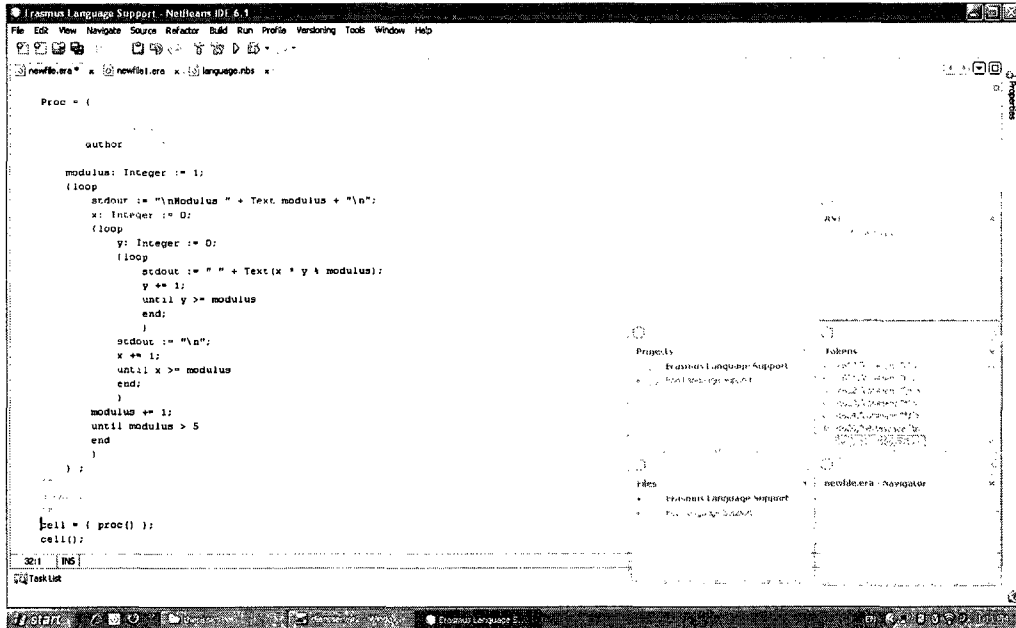 Erasmus Language Support - NetBeans IDE 6.1
File Edit View Navigate Source Refactor Build Run Profile Versioning Tools Window Help
newfile.era * x newfile1.era x language.nbs x
Properties
Proc = {
author
modulus: Integer := 1;
(loop
stdout := "\nModulus " + Text modulus + "\n";
x: Integer := 0;
(loop
y: Integer := 0;
(loop
stdout := " " + Text(x * y % modulus);
y += 1;
until y >= modulus
end;
)
stdout := "\n";
x += 1;
until x >= modulus
end;
)
modulus += 1;
until modulus > 5
end
)
) ;
cell = ( proc() );
cell();
AST
Projects
Erasmus Language Support
Tokens
Files
Erasmus Language Support
newfile.era - Navigator
32:1 INS
Task List
start
Erasmus Language S...